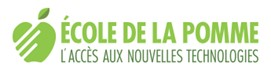 ÉCOLE DE LA POMME
L'ACCÈS AUX NOUVELLES TECHNOLOGIES